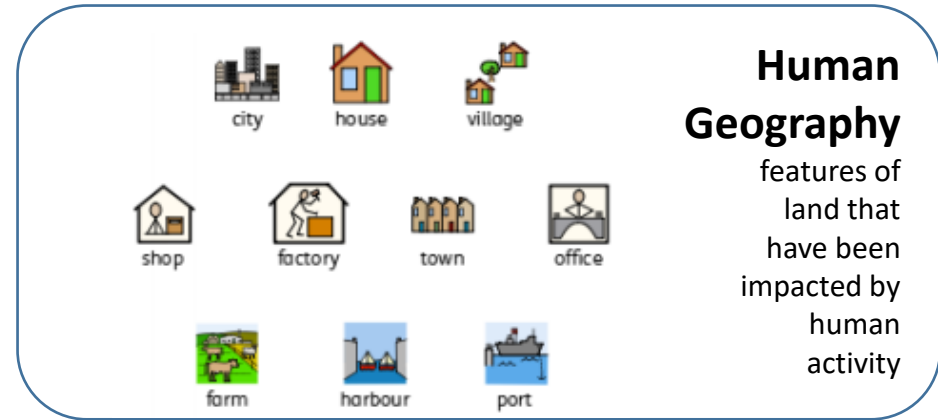 city house village
shop factory town office
farm harbour port
Human
Geography
features of
land that
have been
impacted by
human
activity